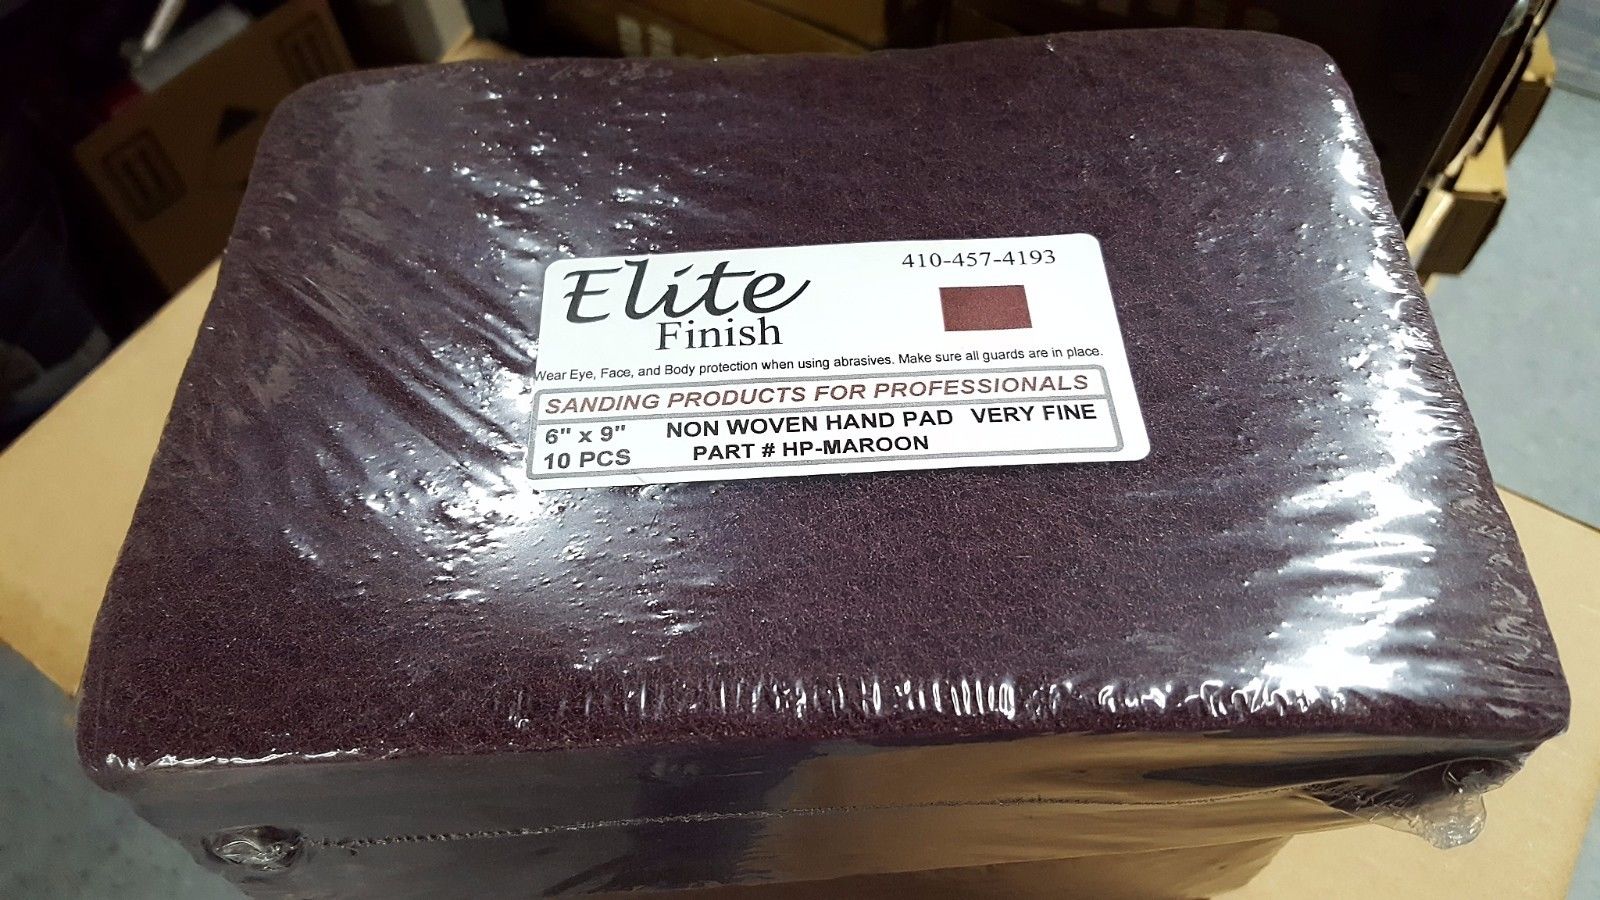 Elite
Finish
410-457-4193
Wear Eye, Face, and Body protection when using abrasives. Make sure all guards are in place.
SANDING PRODUCTS FOR PROFESSIONALS
6" x 9" NON WOVEN HAND PAD VERY FINE
10 PCS PART # HP-MAROON